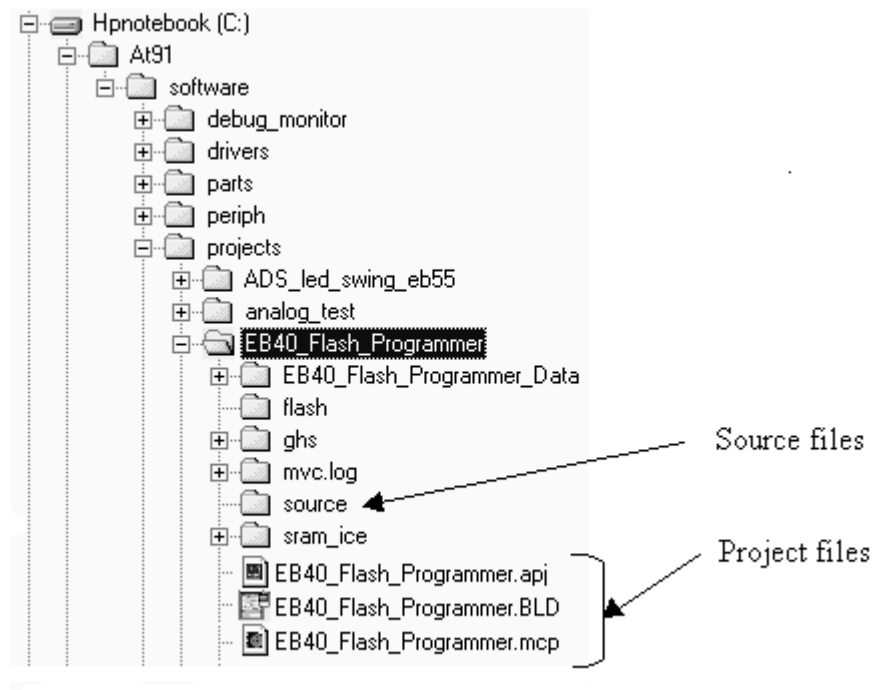 Hpnotebook (C:)
At91
software
debug_monitor
drivers
parts
periph
projects
ADS_led_swing_eb55
analog_test
EB40_Flash_Programmer
EB40_Flash_Programmer_Data
flash
ghs
mvc.log
source
sram_ice
EB40_Flash_Programmer.apj
EB40_Flash_Programmer.BLD
EB40_Flash_Programmer.mcp
Source files
Project files